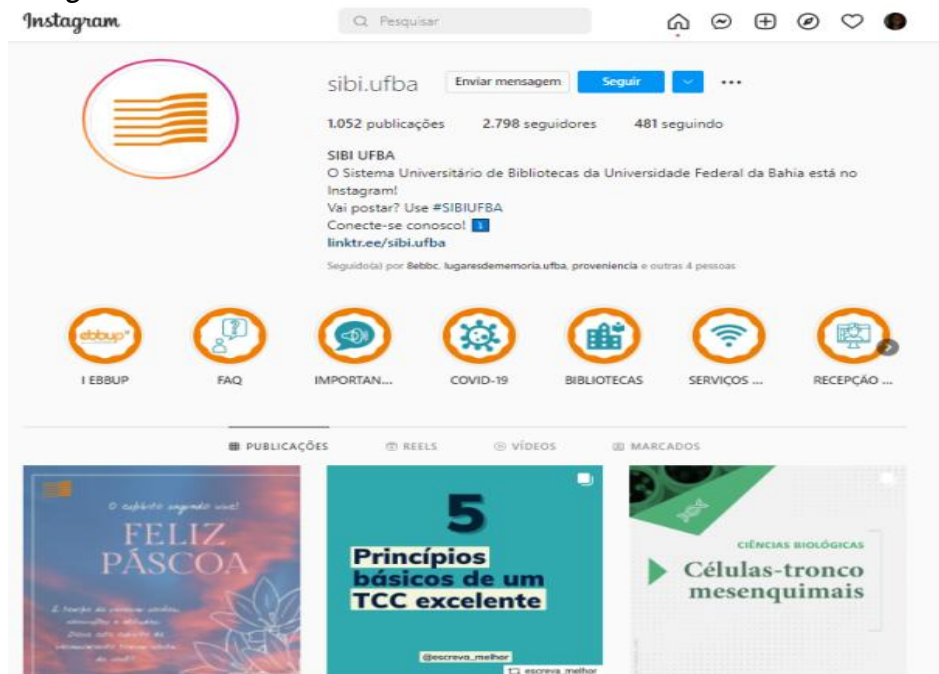 Instagram
Pesquisar
sibi.ufba Enviar mensagem Seguir
1.052 publicações 2.798 seguidores 481 seguindo
SIBI UFBA
O Sistema Universitário de Bibliotecas da Universidade Federal da Bahia está no
Instagram!
Vai postar? Use #SIBIUFBA
Conecte-se conosco!
linktr.ee/sibi.ufba
Seguido(a) por 8ebbc, lugaresdememoria.ufba, proveniencia e outras 4 pessoas
ebbup
I EBBUP FAQ IMPORTAN... COVID-19 BIBLIOTECAS SERVIÇOS ... RECEPÇÃO ...
PUBLICAÇÕES REELS VÍDEOS MARCADOS
FELIZ
PÁSCOA
5
Princípios
básicos de um
TCC excelente
@escreva_melhor
escreva_melhor
CIÊNCIAS BIOLÓGICAS
Células-tronco
mesenquimais